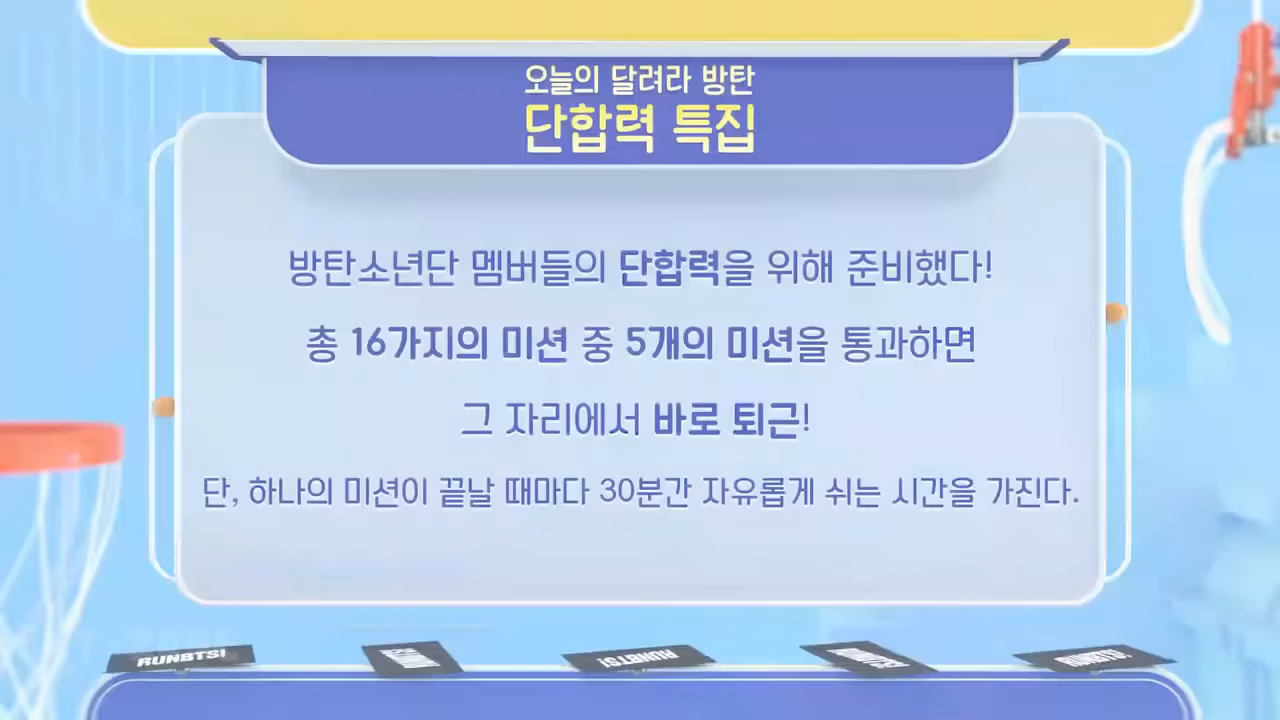 오늘의 달려라 방탄
단합력 특집
방탄소년단 멤버들의 단합력을 위해 준비했다!
총 16가지의 미션 중 5개의 미션을 통과하면
그 자리에서 바로 퇴근!
단, 하나의 미션이 끝날 때마다 30분간 자유롭게 쉬는 시간을 가진다.
RUNBTS!
RUNBTS!